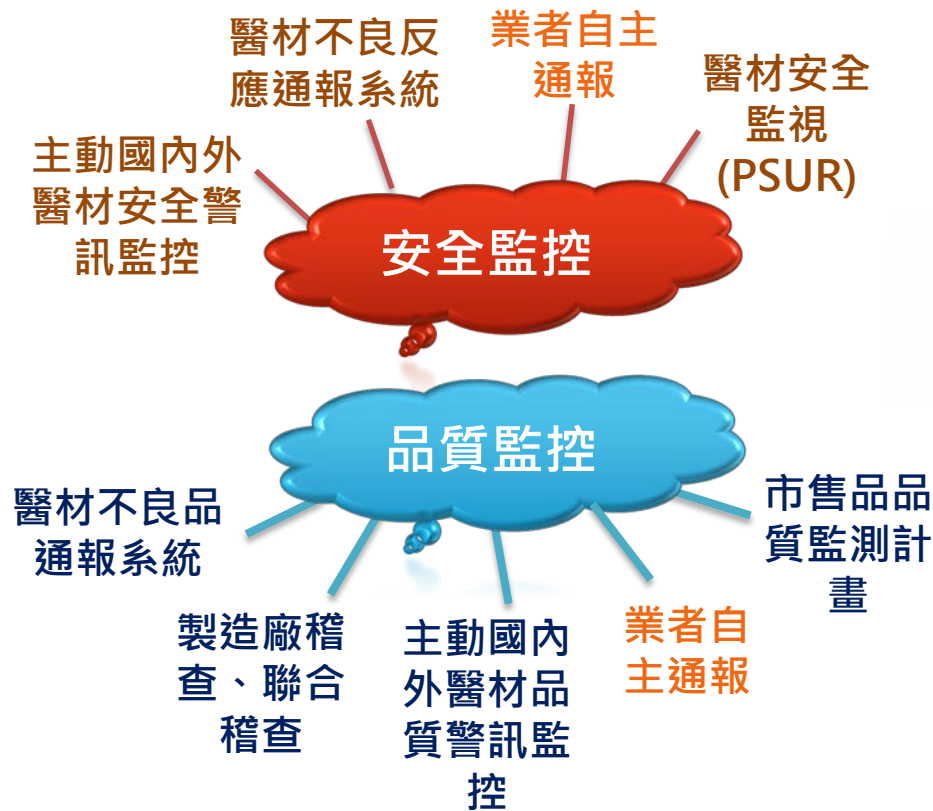 醫材不良反
應通報系統
業者自主
通報
醫材安全
監視
(PSUR)
主動國內外
醫材安全警
訊監控
安全監控
品質監控
醫材不良品
通報系統
製造廠稽
查、聯合
稽查
主動國內
外醫材品
質警訊監
控
業者自
主通報
市售品品
質監測計
畫